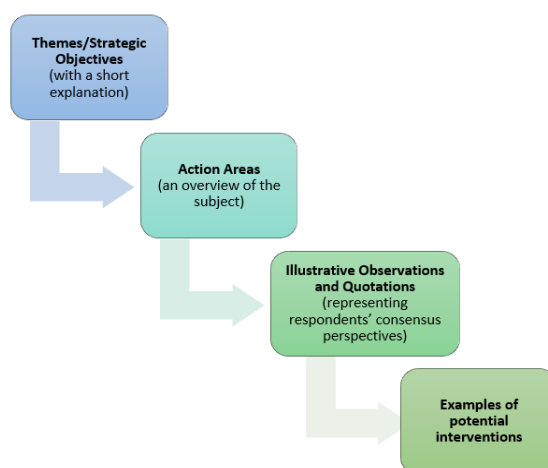 Themes/Strategic
Objectives
(with a short
explanation)
Action Areas
(an overview of the
subject)
Illustrative Observations
and Quotations
(representing
respondents’ consensus
perspectives)
Examples of
potential
interventions